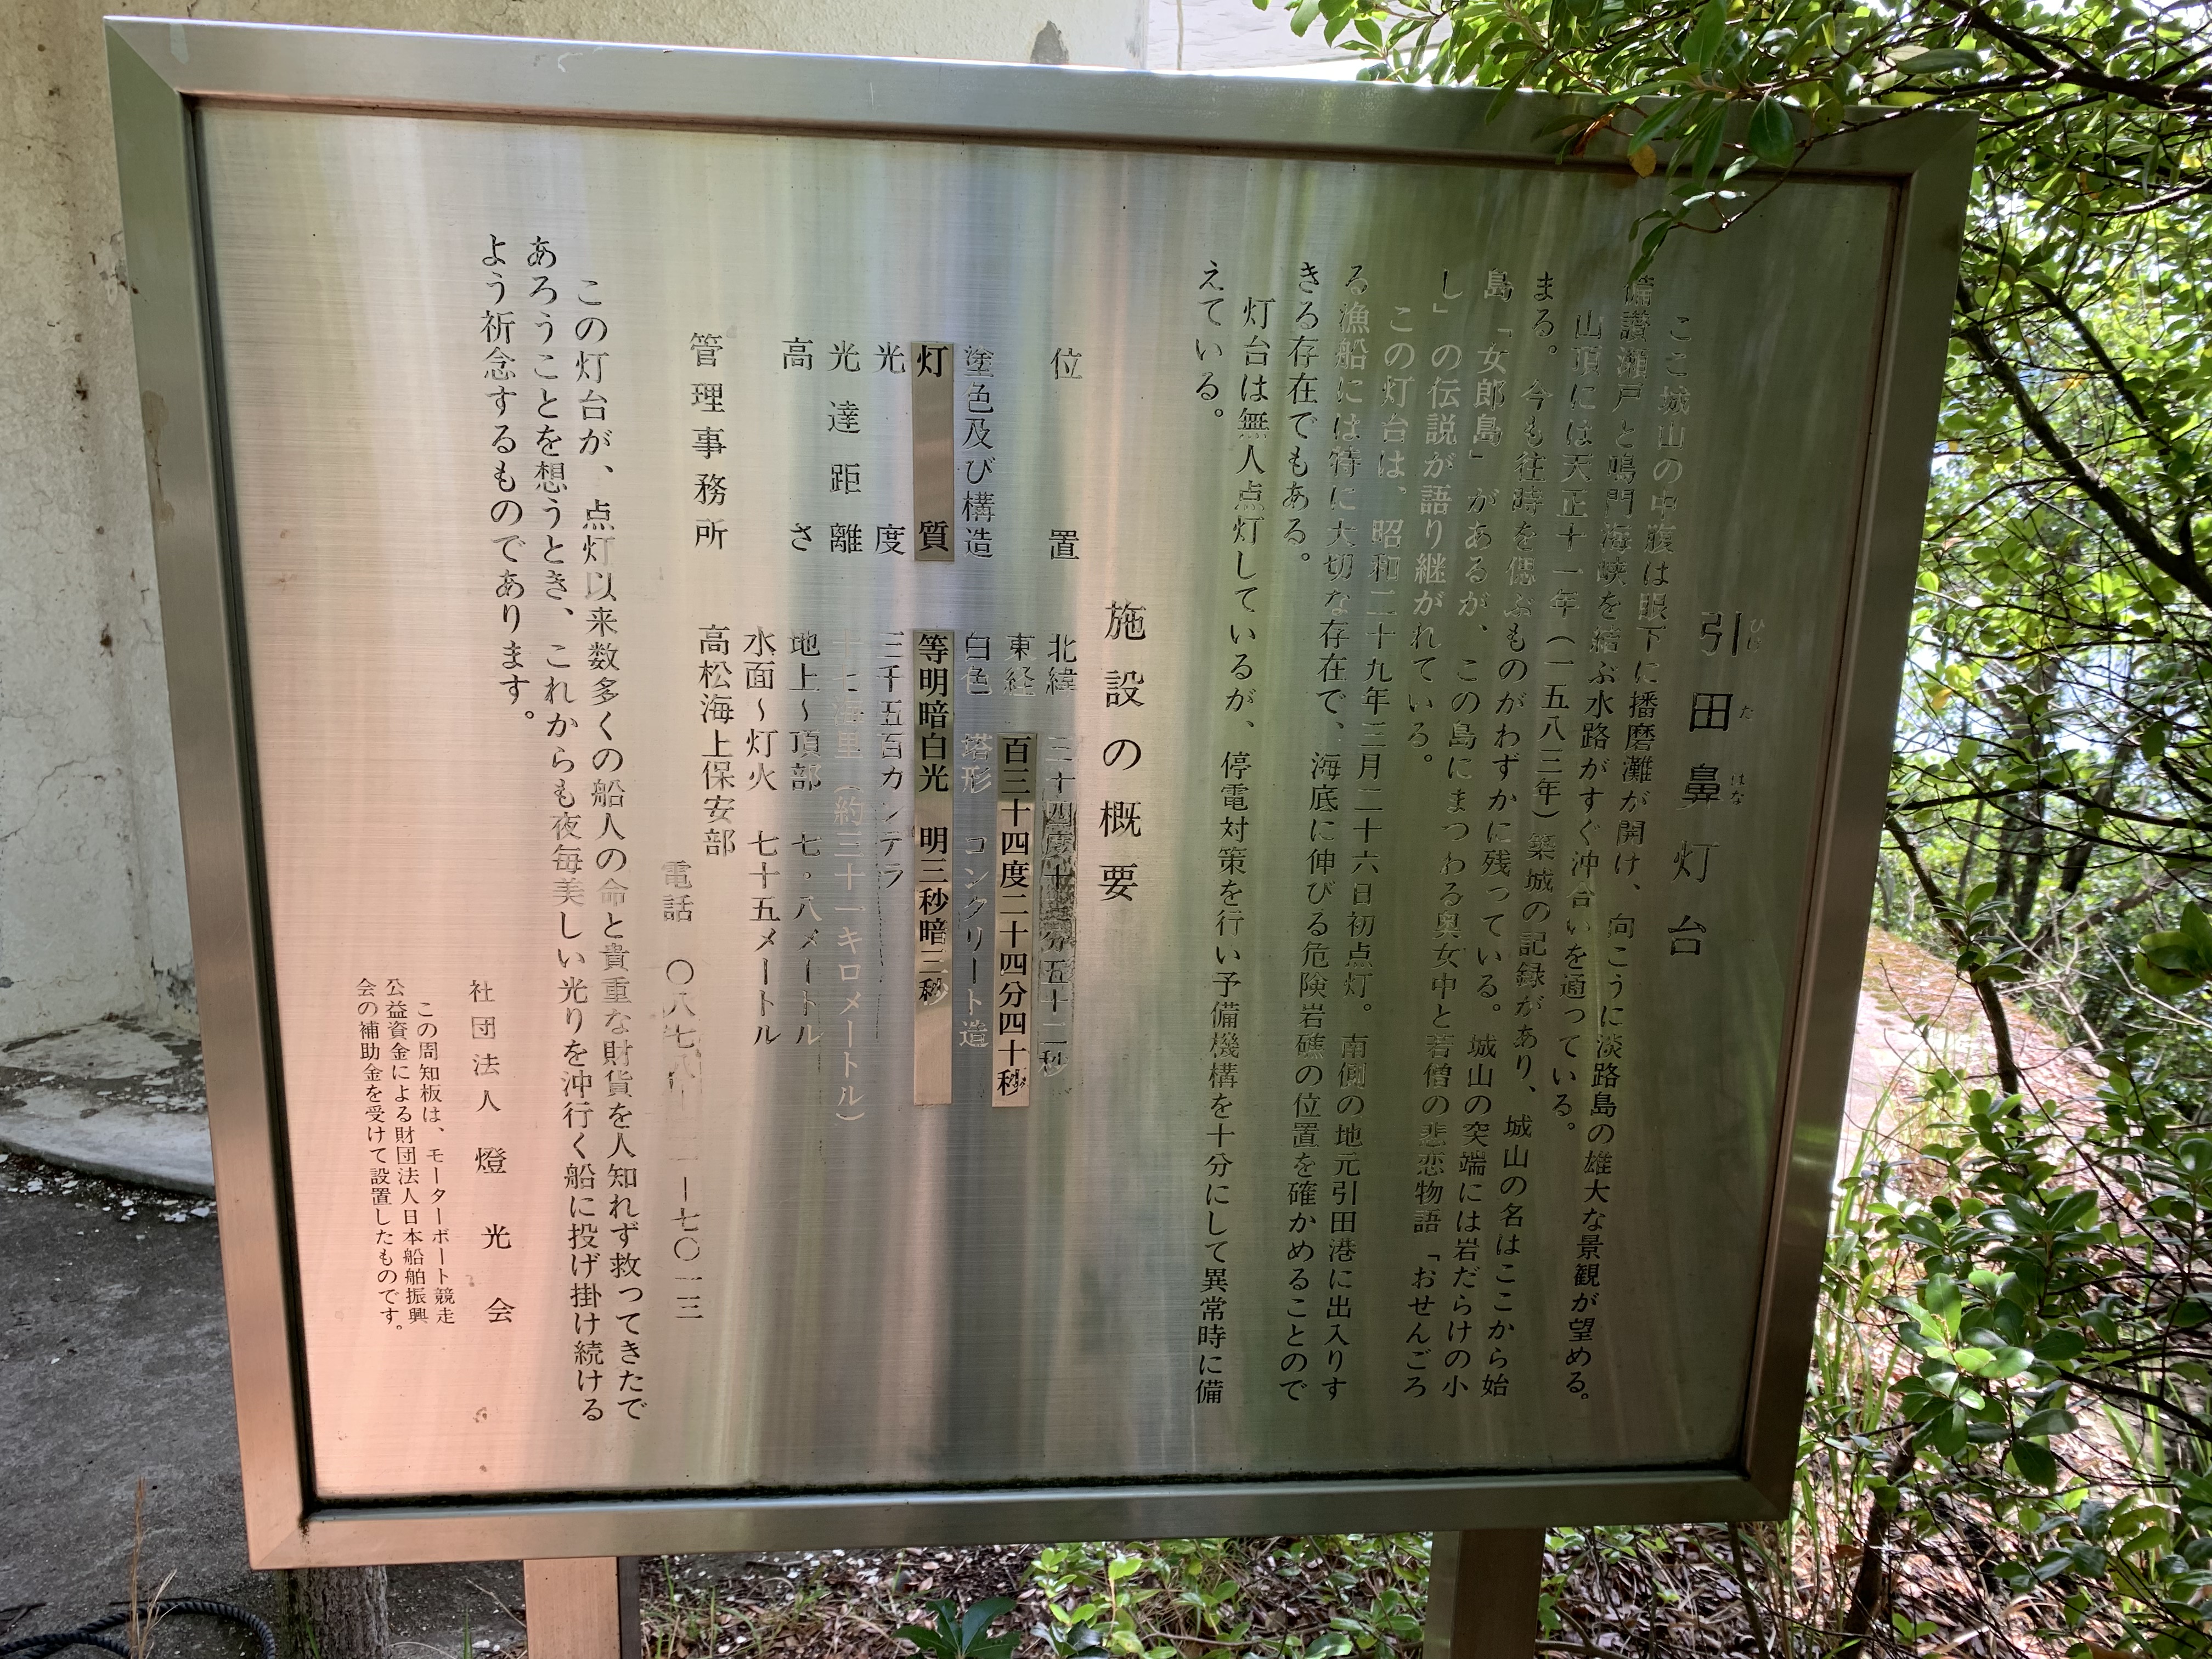 引田鼻灯台
ひけ た はな
ここ城山の中腹は眼下に播磨灘が開け、向こうに淡路島の雄大な景観が望める。
備讃瀬戸と鳴門海峡を結ぶ水路がすぐ沖合いを通っている。
山頂には天正十一年(一五八三年)築城の記録があり、城山の名はここから始
まる。今も往時を偲ぶものがわずかに残っている。城山の突端には岩だらけの小
島「女郎島」があるが、この島にまつわる奥女中と若僧の悲恋物語「おせんごろ
し」の伝説が語り継がれている。
この灯台は、昭和二十九年三月二十六日初点灯。南側の地元引田港に出入りす
る漁船には特に大切な存在で、海底に伸びる危険岩礁の位置を確かめることので
きる存在でもある。
灯台は無人点灯しているが、停電対策を行い予備機構を十分にして異常時に備
えている。
施設の概要
位置 北緯 三十四度十五分五十二秒
東経 百三十四度二十四分四十秒
塗色及び構造 白色 塔形 コンクリート造
灯質 等明暗白光 明三秒暗三秒
光度 三千五百カンデラ
光達距離 十七海里(約三十一キロメートル)
高さ 地上~頂部 七・八メートル
水面~灯火 七十五メートル
管理事務所 高松海上保安部
電話 〇八七八 一七〇一三
この灯台が、点灯以来数多くの船人の命と貴重な財貨を人知れず救ってきたで
あろうことを想うとき、これからも夜毎美しい光りを沖行く船に投げ掛け続ける
よう祈念するものであります。
社団法人 燈光会
この周知板は、モーターボート競走
公益資金による財団法人日本船舶振興
会の補助金を受けて設置したものです。